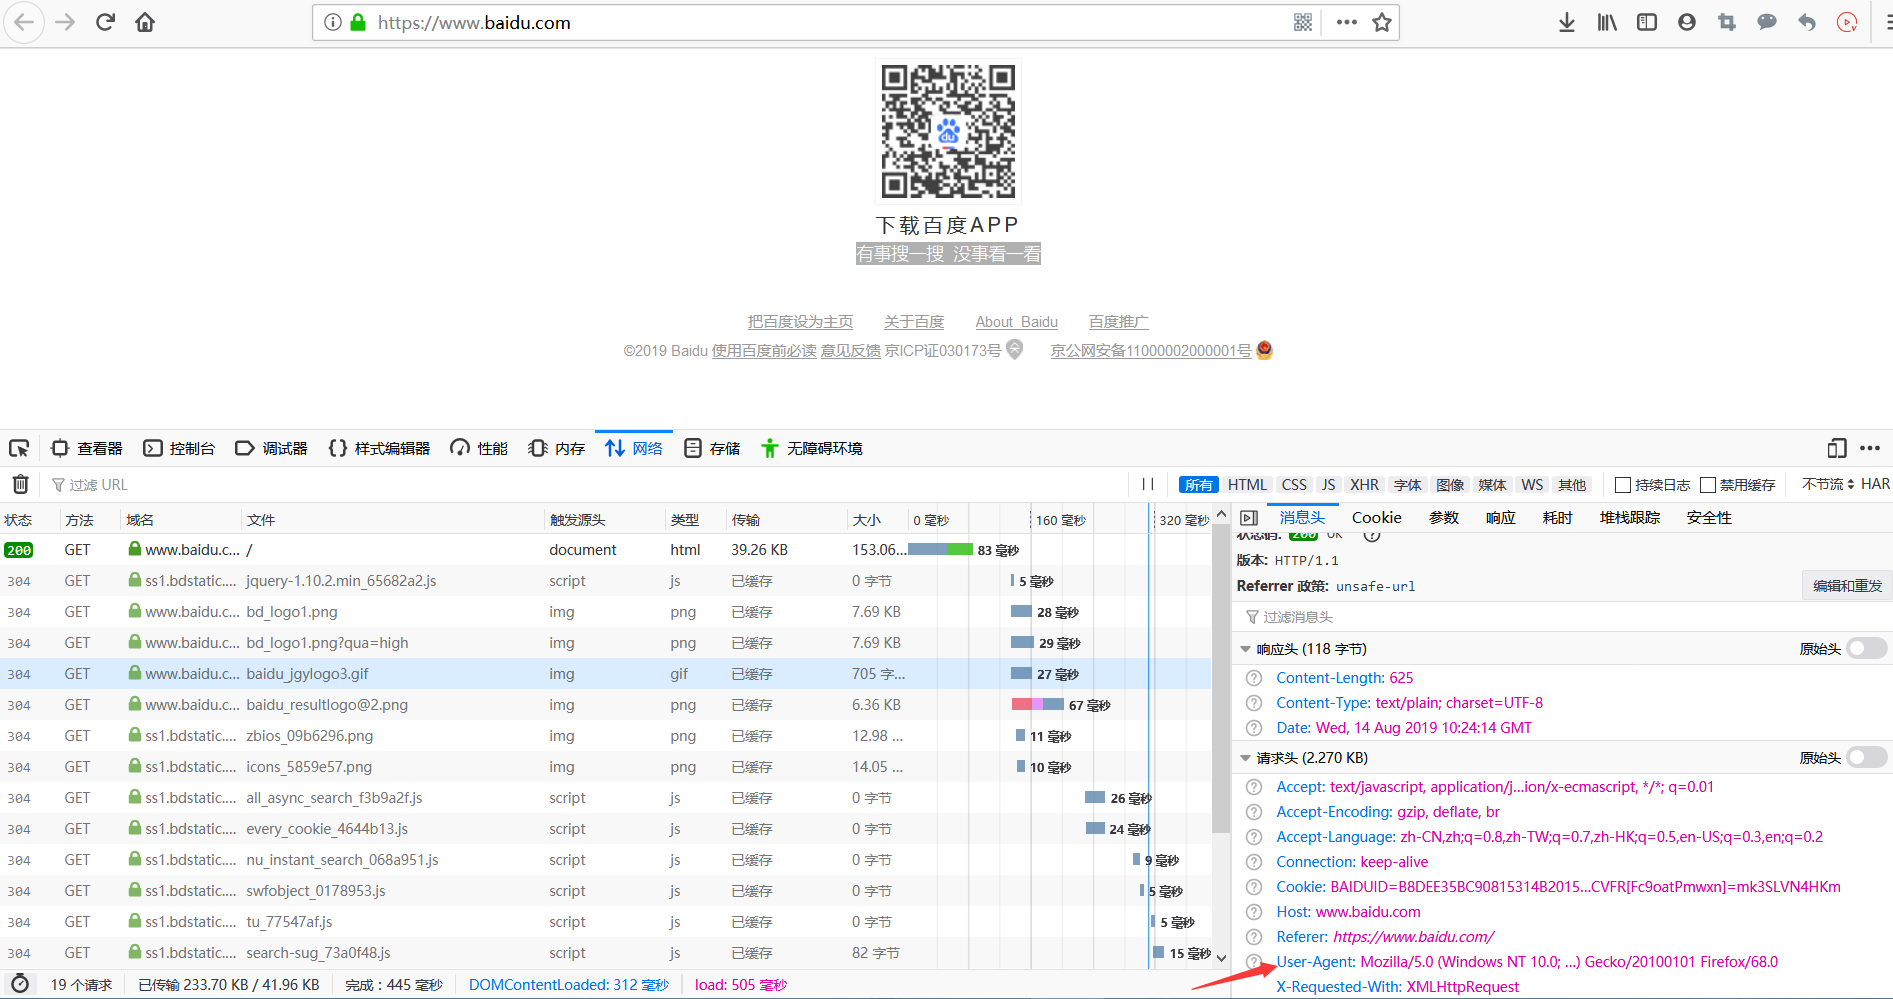 https://www.baidu.com
下载百度APP
有事搜一搜 没事看一看
把百度设为主页 关于百度 About Baidu 百度推广
©2019 Baidu 使用百度前必读 意见反馈 京ICP证030173号 京公网安备11000002000001号
查看器 控制台 调试器 样式编辑器 性能 内存 网络 存储 无障碍环境
过滤 URL 所有 HTML CSS JS XHR 字体 图像 媒体 WS 其他 持续日志 禁用缓存 不节流 HAR
状态 方法 域名 文件 触发源头 类型 传输 大小 0 毫秒 160 毫秒 320 毫秒
200 GET www.baidu.c... / document html 39.26 KB 153.06... 83 毫秒
304 GET ss1.bdstatic.... jquery-1.10.2.min_65682a2.js script js 已缓存 0 字节 5 毫秒
304 GET www.baidu.c... bd_logo1.png img png 已缓存 7.69 KB 28 毫秒
304 GET www.baidu.c... bd_logo1.png?qua=high img png 已缓存 7.69 KB 29 毫秒
304 GET www.baidu.c... baidu_jgylogo3.gif img gif 已缓存 705 字... 27 毫秒
304 GET www.baidu.c... baidu_resultlogo@2.png img png 已缓存 6.36 KB 67 毫秒
304 GET ss1.bdstatic.... zbios_09b6296.png img png 已缓存 12.98 ... 11 毫秒
304 GET ss1.bdstatic.... icons_5859e57.png img png 已缓存 14.05 ... 10 毫秒
304 GET ss1.bdstatic.... all_async_search_f3b9a2f.js script js 已缓存 0 字节 26 毫秒
304 GET ss1.bdstatic.... every_cookie_4644b13.js script js 已缓存 0 字节 24 毫秒
304 GET ss1.bdstatic.... nu_instant_search_068a951.js script js 已缓存 0 字节 9 毫秒
304 GET ss1.bdstatic.... swfobject_0178953.js script js 已缓存 0 字节 5 毫秒
304 GET ss1.bdstatic.... tu_77547af.js script js 已缓存 0 字节 5 毫秒
304 GET ss1.bdstatic.... search-sug_73a0f48.js script js 已缓存 82 字节 15 毫秒
19 个请求 已传输 233.70 KB / 41.96 KB 完成：445 毫秒 DOMContentLoaded: 312 毫秒 load: 505 毫秒
消息头 Cookie 参数 响应 耗时 堆栈跟踪 安全性
状态码: 200 OK
版本: HTTP/1.1
Referrer 政策: unsafe-url 编辑和重发
过滤消息头
响应头 (118 字节) 原始头
Content-Length: 625
Content-Type: text/plain; charset=UTF-8
Date: Wed, 14 Aug 2019 10:24:14 GMT
请求头 (2.270 KB) 原始头
Accept: text/javascript, application/j...ion/x-ecmascript, */*; q=0.01
Accept-Encoding: gzip, deflate, br
Accept-Language: zh-CN,zh;q=0.8,zh-TW;q=0.7,zh-HK;q=0.5,en-US;q=0.3,en;q=0.2
Connection: keep-alive
Cookie: BAIDUID=B8DEE35BC90815314B2015...CVFR[Fc9oatPmwxn]=mk3SLVN4HKm
Host: www.baidu.com
Referer: https://www.baidu.com/
User-Agent: Mozilla/5.0 (Windows NT 10.0; ...) Gecko/20100101 Firefox/68.0
X-Requested-With: XMLHttpRequest